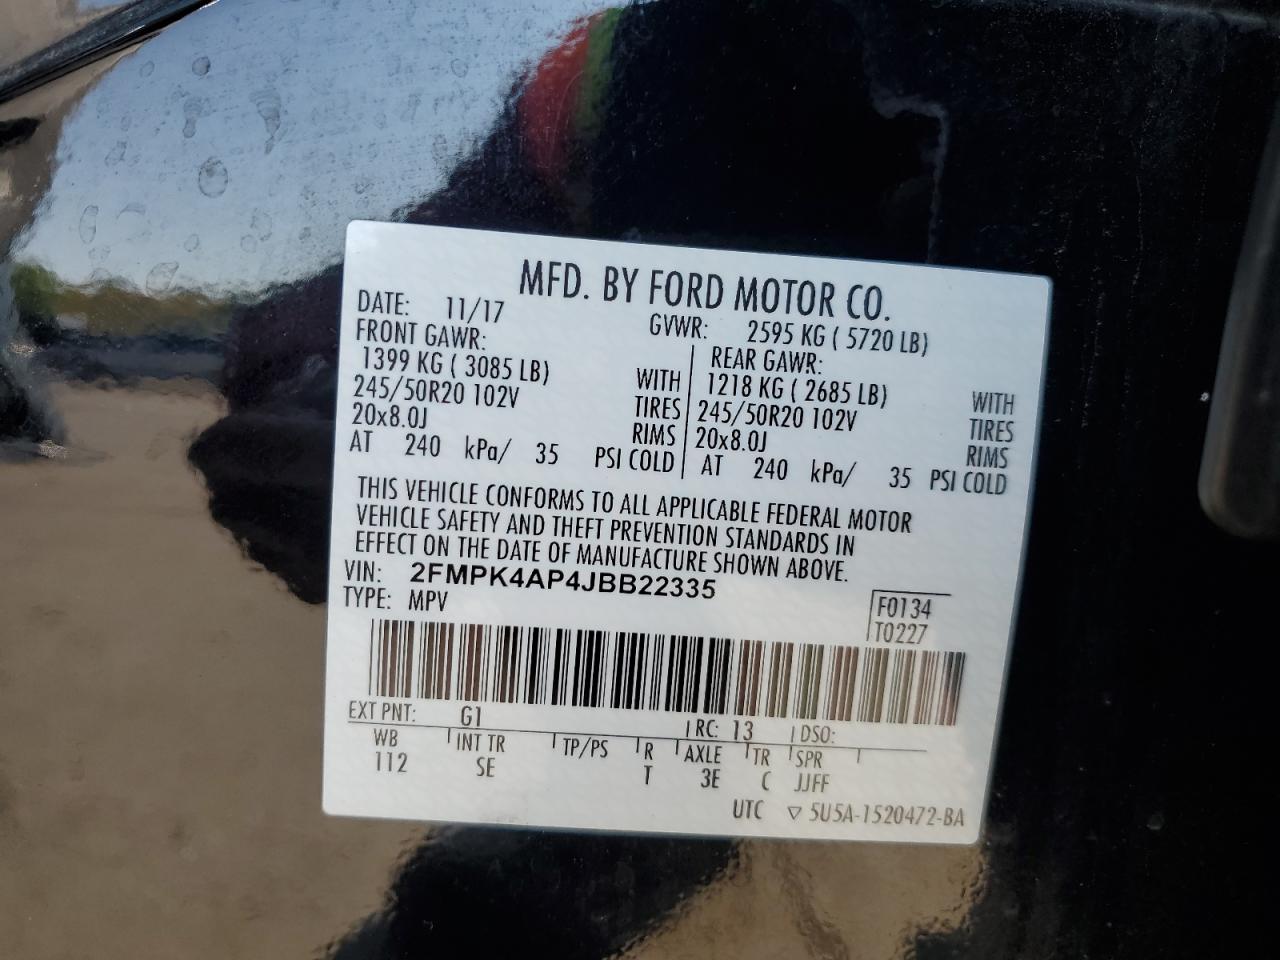 MFD. BY FORD MOTOR CO.
DATE: 11/17 GVWR: 2595 KG ( 5720 LB)
FRONT GAWR: REAR GAWR:
1399 KG ( 3085 LB) WITH 1218 KG ( 2685 LB) WITH
245/50R20 102V TIRES 245/50R20 102V TIRES
20x8.0J RIMS 20x8.0J RIMS
AT 240 kPa/ 35 PSI COLD AT 240 kPa/ 35 PSI COLD
THIS VEHICLE CONFORMS TO ALL APPLICABLE FEDERAL MOTOR
VEHICLE SAFETY AND THEFT PREVENTION STANDARDS IN
EFFECT ON THE DATE OF MANUFACTURE SHOWN ABOVE.
VIN: 2FMPK4AP4JBB22335
TYPE: MPV
F0134
T0227
EXT PNT: G1 RC: 13 DSO:
WB INT TR TP/PS R AXLE TR SPR
112 SE T 3E C JJFF
UTC ▽ 5U5A-1520472-BA